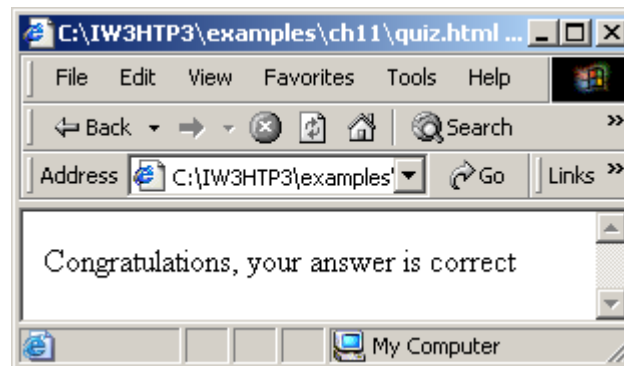 C:\IW3HTP3\examples\ch11\quiz.html ...
File Edit View Favorites Tools Help
Back Search »
Address C:\IW3HTP3\examples' Go Links »
Congratulations, your answer is correct
My Computer